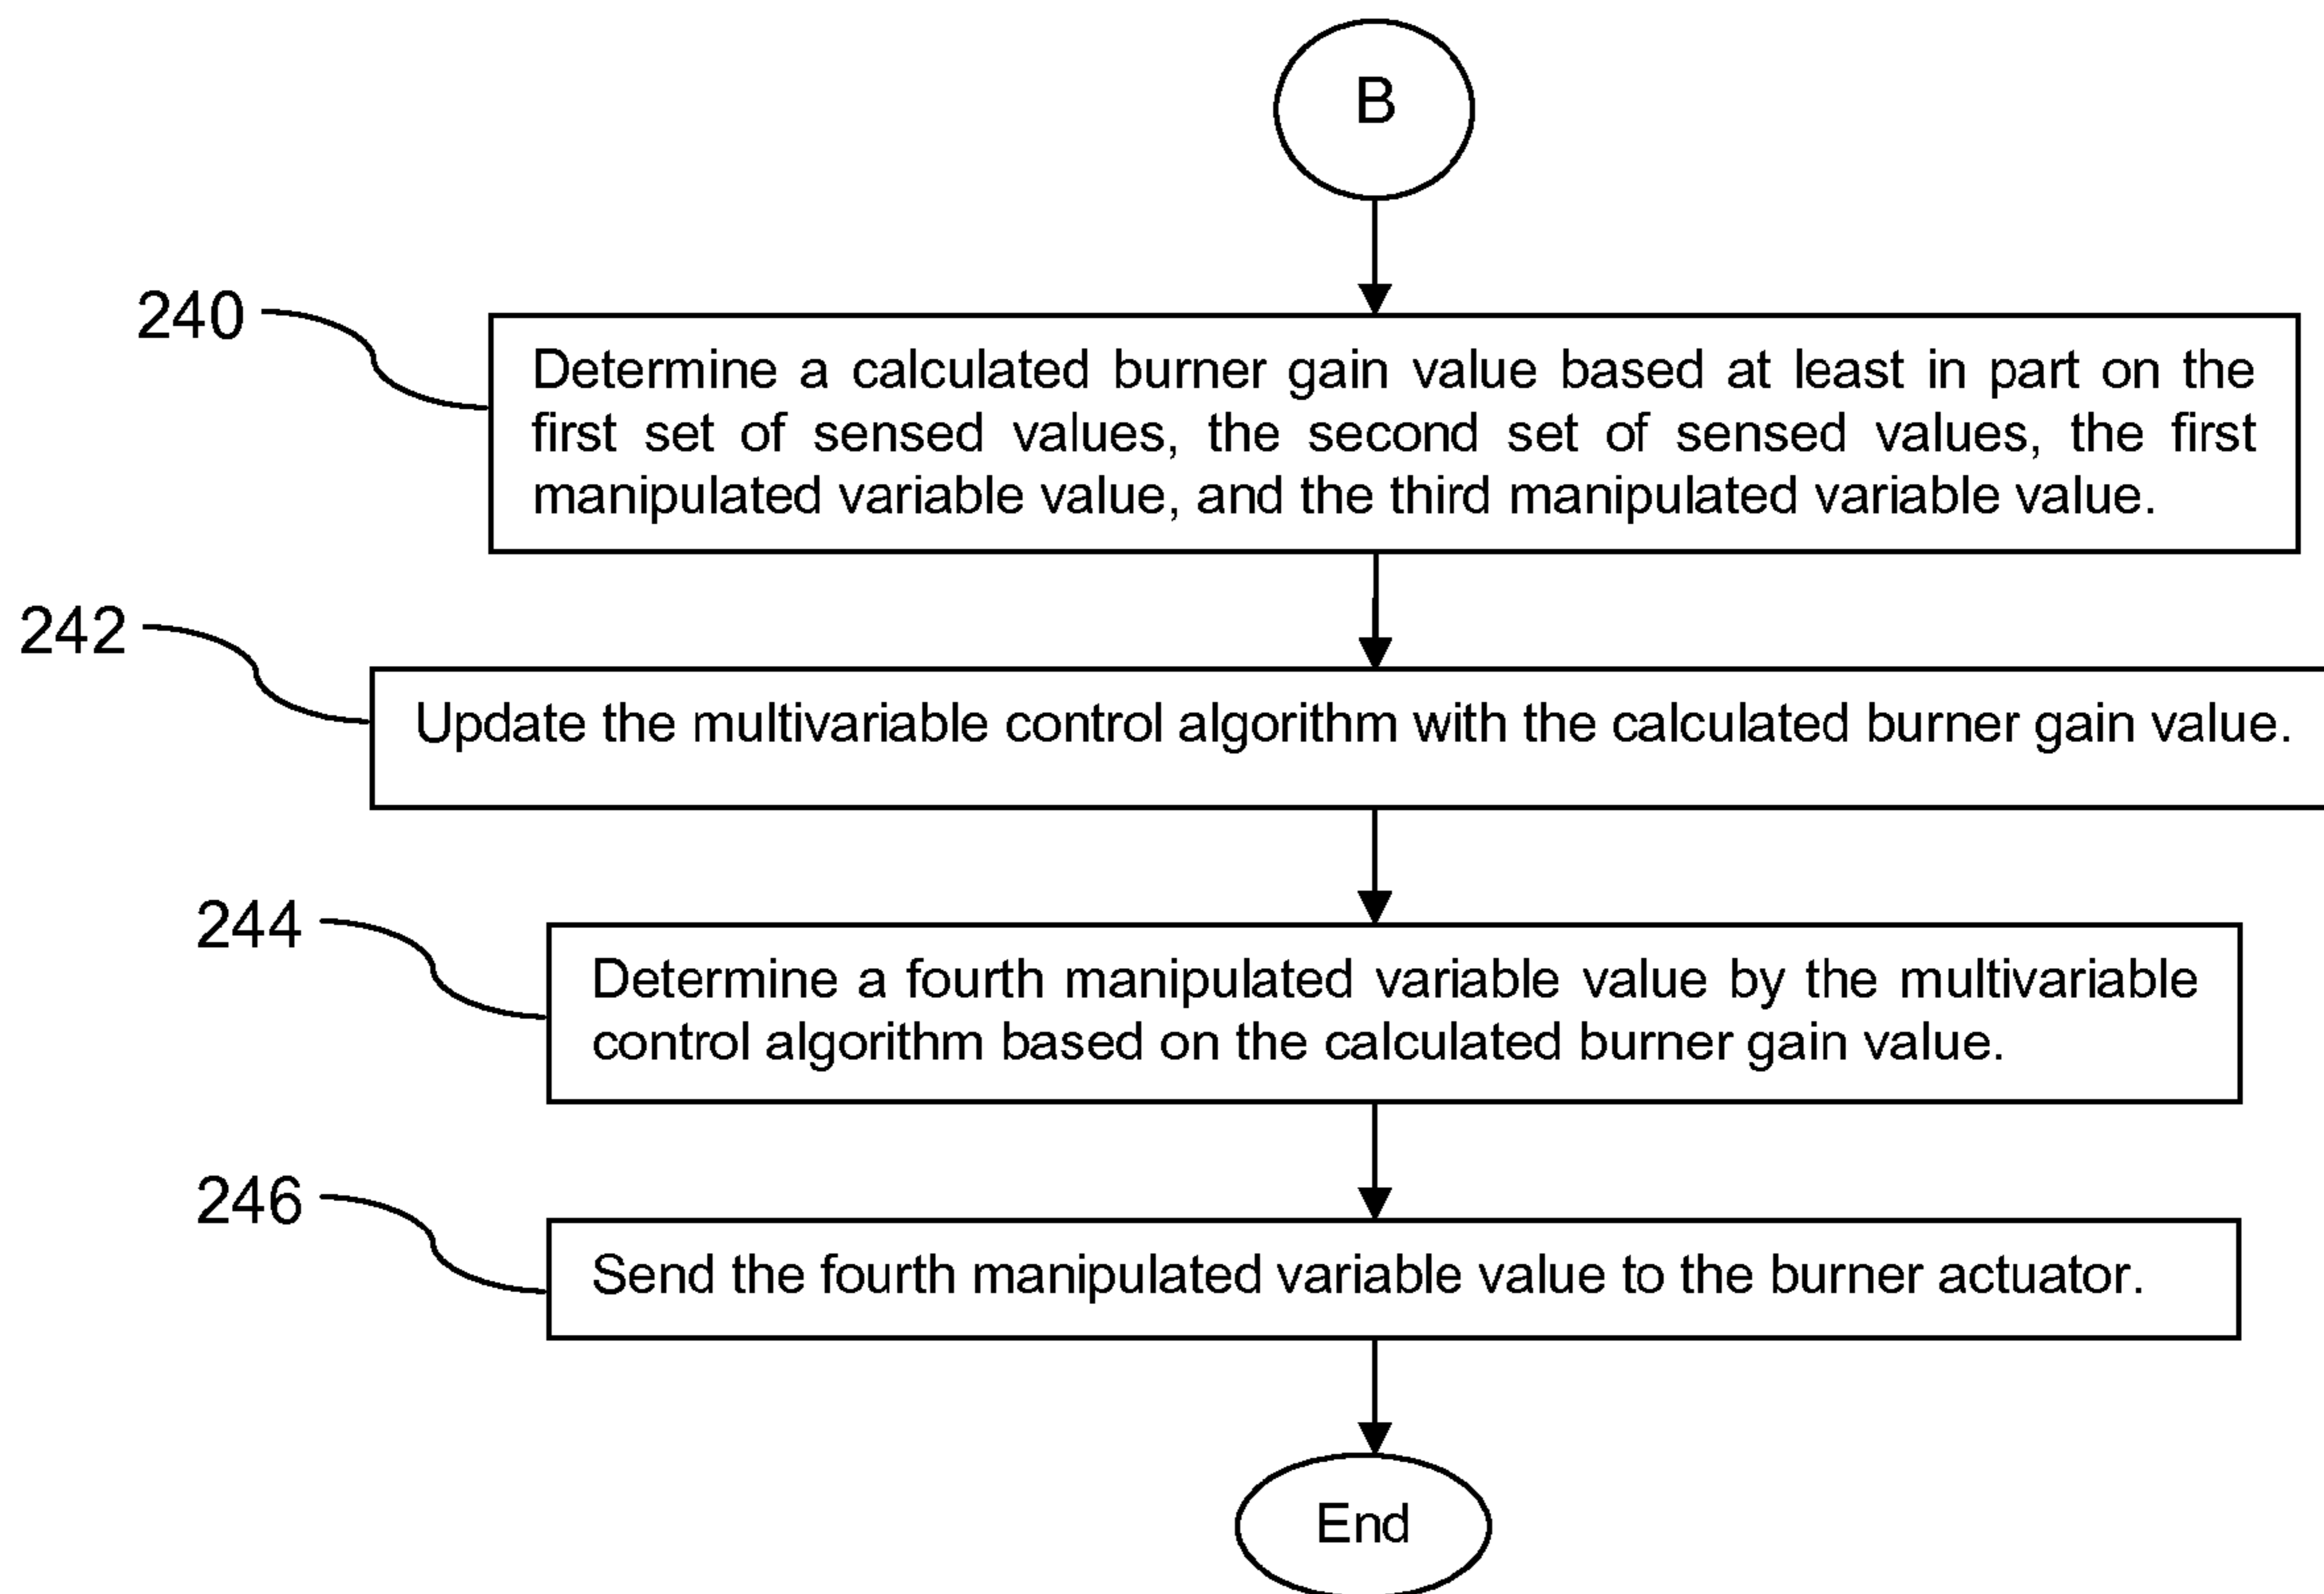 B
240
Determine a calculated burner gain value based at least in part on the
first set of sensed values, the second set of sensed values, the first
manipulated variable value, and the third manipulated variable value.
242
Update the multivariable control algorithm with the calculated burner gain value.
244
Determine a fourth manipulated variable value by the multivariable
control algorithm based on the calculated burner gain value.
246
Send the fourth manipulated variable value to the burner actuator.
End